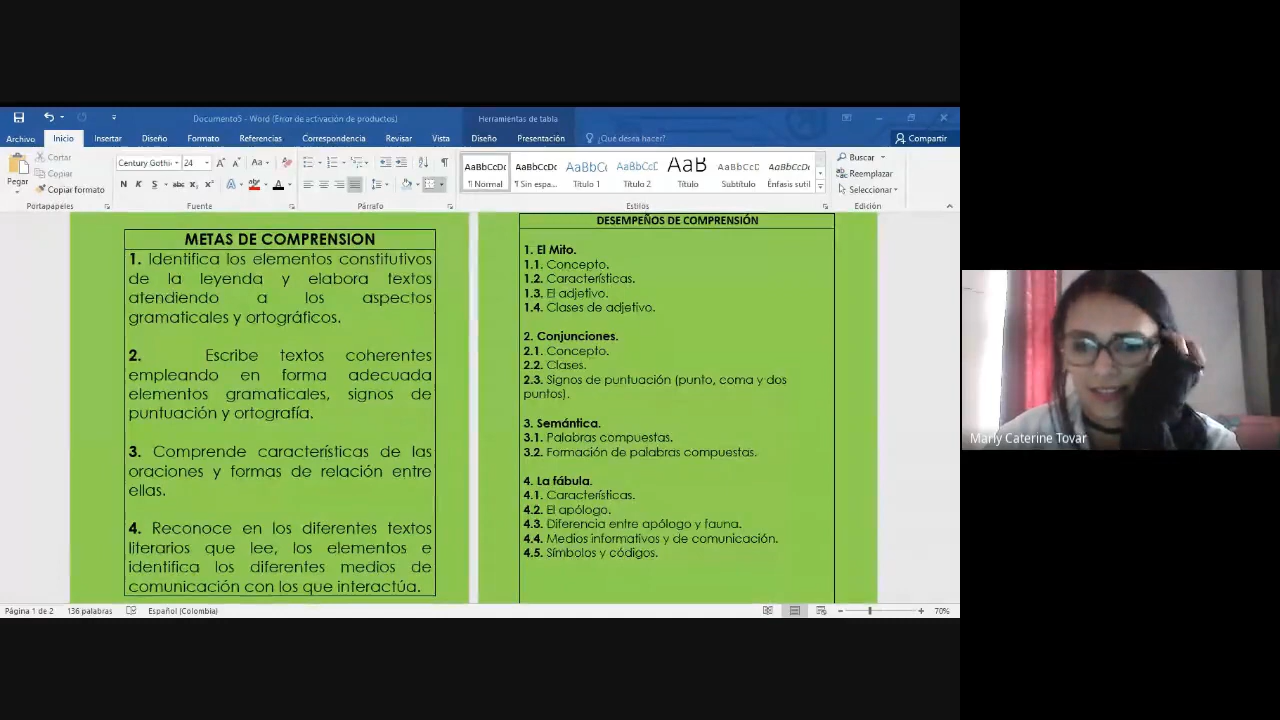 Documento5 - Word (Error de activación de productos)
Herramientas de tabla
Archivo Inicio Insertar Diseño Formato Referencias Correspondencia Revisar Vista Diseño Presentación ¿Qué desea hacer? Compartir
Pegar
Cortar
Copiar
Copiar formato
Century Gothi 24
Aa
N K S abc x₂ x²
A
AaBbCcDc
¶ Normal
AaBbCcDc
¶ Sin espa...
AaBbC
Título 1
AaBbCcC
Título 2
AaB
Título
AaBbCcD
Subtítulo
AaBbCcDc
Énfasis sutil
Buscar
Reemplazar
Seleccionar
Portapapeles Fuente Párrafo Estilos Edición
METAS DE COMPRENSION
1. Identifica los elementos constitutivos
de la leyenda y elabora textos
atendiendo a los aspectos
gramaticales y ortográficos.
2. Escribe textos coherentes
empleando en forma adecuada
elementos gramaticales, signos de
puntuación y ortografía.
3. Comprende características de las
oraciones y formas de relación entre
ellas.
4. Reconoce en los diferentes textos
literarios que lee, los elementos e
identifica los diferentes medios de
comunicación con los que interactúa.
DESEMPEÑOS DE COMPRENSIÓN
1. El Mito.
1.1. Concepto.
1.2. Características.
1.3. El adjetivo.
1.4. Clases de adjetivo.
2. Conjunciones.
2.1. Concepto.
2.2. Clases.
2.3. Signos de puntuación (punto, coma y dos
puntos).
3. Semántica.
3.1. Palabras compuestas.
3.2. Formación de palabras compuestas.
4. La fábula.
4.1. Características.
4.2. El apólogo.
4.3. Diferencia entre apólogo y fauna.
4.4. Medios informativos y de comunicación.
4.5. Símbolos y códigos.
Página 1 de 2 136 palabras Español (Colombia) 70%
Marly Caterine Tovar